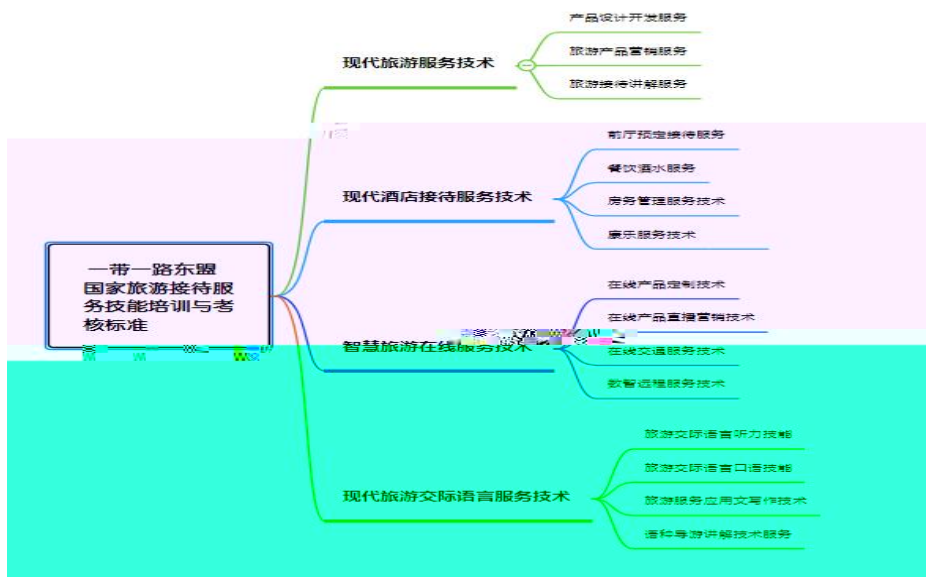 一带一路东盟
国家旅游接待服
务技能培训与考
核标准
现代旅游服务技术
产品设计开发服务
旅游产品营销服务
旅游接待讲解服务
现代酒店接待服务技术
前厅预定接待服务
餐饮酒水服务
房务管理服务技术
康乐服务技术
智慧旅游在线服务技术
在线产品定制技术
在线产品直播营销技术
在线交通服务技术
数智远程服务技术
现代旅游交际语言服务技术
旅游交际语言听力技能
旅游交际语言口语技能
旅游服务应用文写作技术
语种导游讲解技术服务